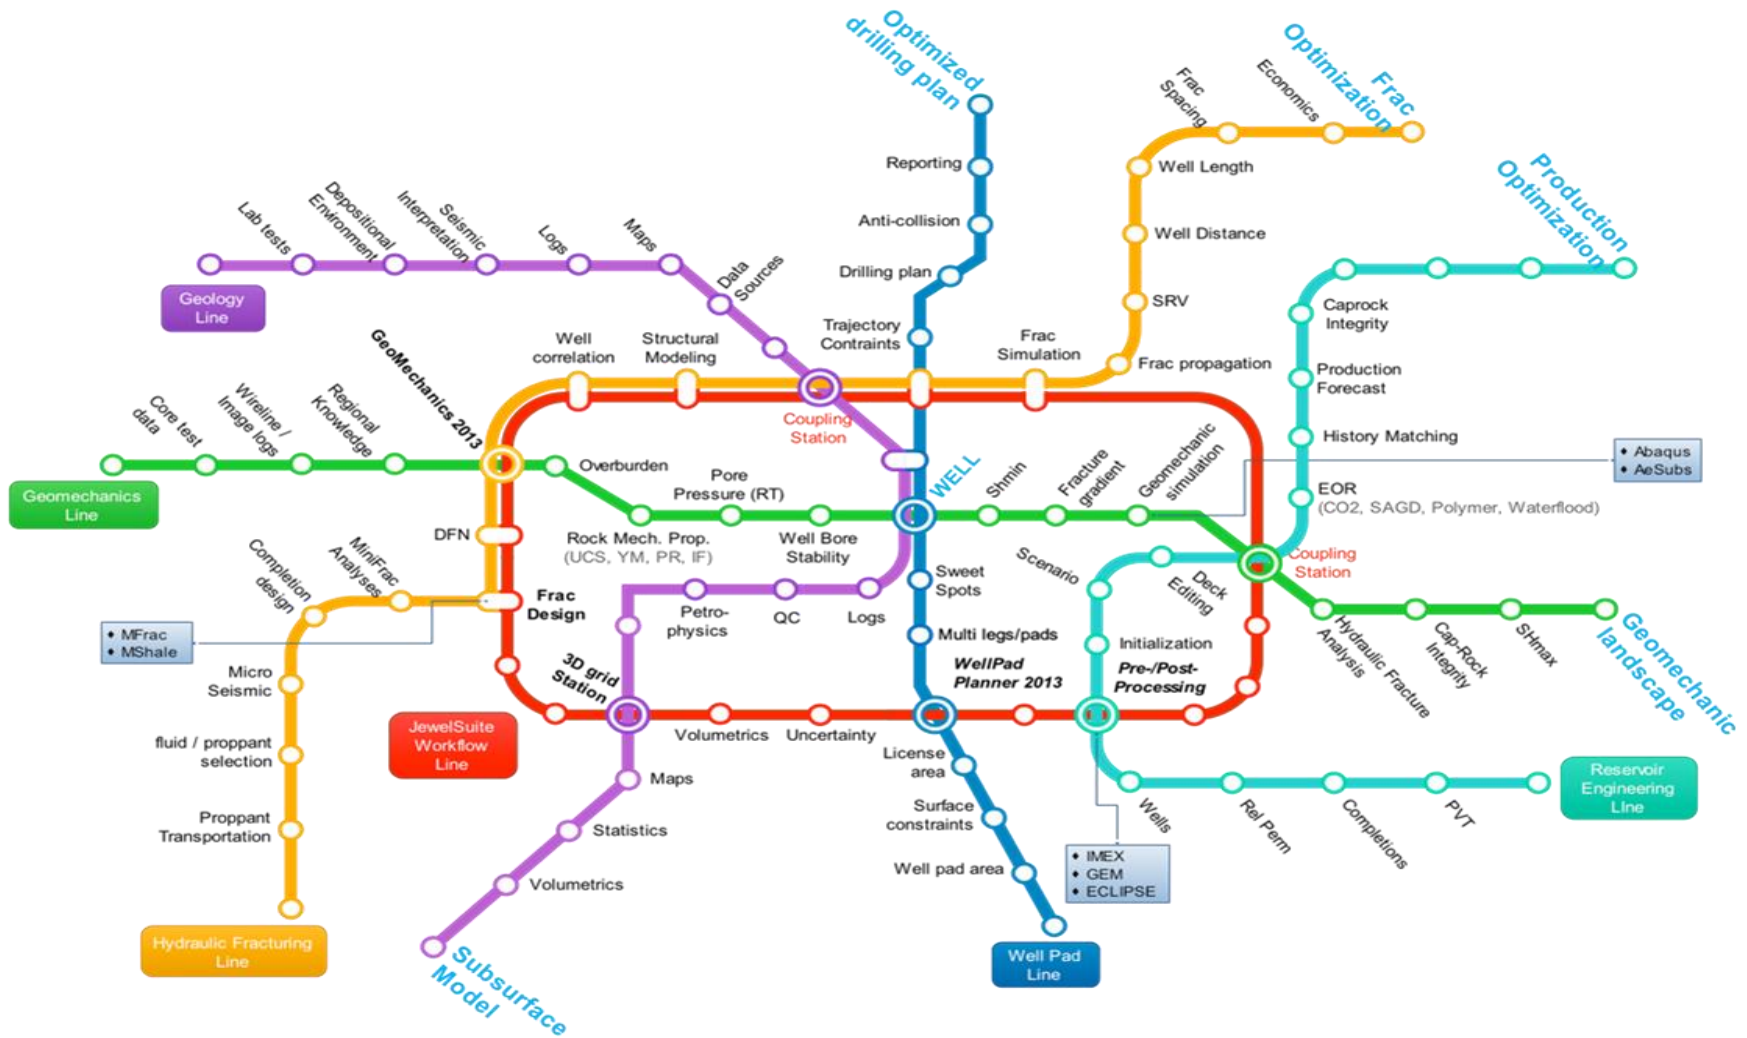 Optimized
drilling plan
Reporting
Anti-collision
Drilling plan
Trajectory
Contraints
Frac
Optimization
Economics
Frac
Spacing
Well Length
Well Distance
SRV
Frac propagation
Frac
Simulation
Production
Optimization
Caprock
Integrity
Production
Forecast
History Matching
EOR
(CO2, SAGD, Polymer, Waterflood)
Abaqus
AeSubs
Lab tests
Depositional
Environment
Seismic
Interpretation
Logs
Maps
Data
Sources
Geology
Line
GeoMechanics 2013
Well
correlation
Structural
Modeling
Coupling
Station
Core test
data
Wireline /
Image logs
Regional
Knowledge
Geomechanics
Line
Overburden
Pore
Pressure (RT)
Rock Mech. Prop.
(UCS, YM, PR, IF)
Well Bore
Stability
WELL
Shmin
Fracture
gradient
Geomechanic
simulation
Coupling
Station
Hydraulic Fracture
Analysis
Cap-Rock
Integrity
SHmax
Geomechanic
landscape
DFN
MiniFrac
Analyses
Completion
design
Frac
Design
MFrac
MShale
Micro
Seismic
fluid / proppant
selection
Proppant
Transportation
Hydraulic Fracturing
Line
Petro-
physics
QC
Logs
Sweet
Spots
Multi legs/pads
WellPad
Planner 2013
Scenario
Deck
Editing
Initialization
Pre-/Post-
Processing
3D grid
Station
JewelSuite
Workflow
Line
Volumetrics
Uncertainty
License
area
Surface
constraints
Well pad area
Well Pad
Line
Maps
Statistics
Volumetrics
Subsurface
Model
Wells
Rel Perm
Completions
PVT
Reservoir
Engineering
LIne
IMEX
GEM
ECLIPSE